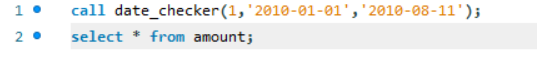 1 call date_checker(1,'2010-01-01','2010-08-11');
2 select * from amount;